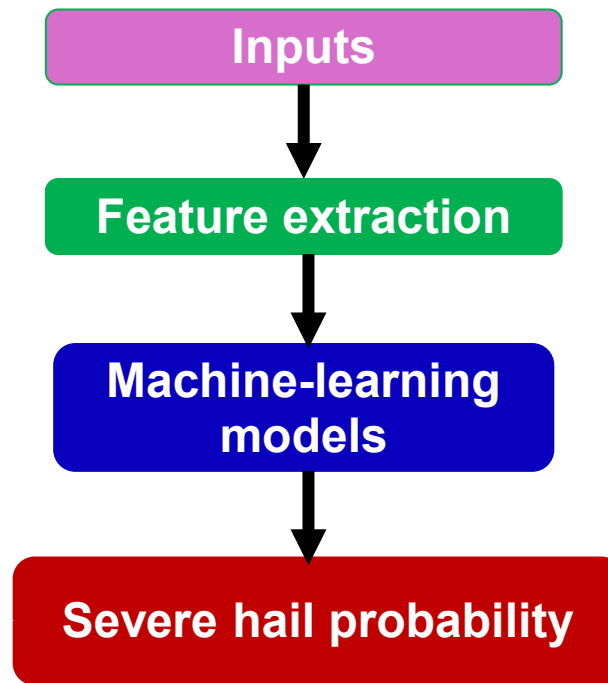 Inputs
Feature extraction
Machine-learning
models
Severe hail probability